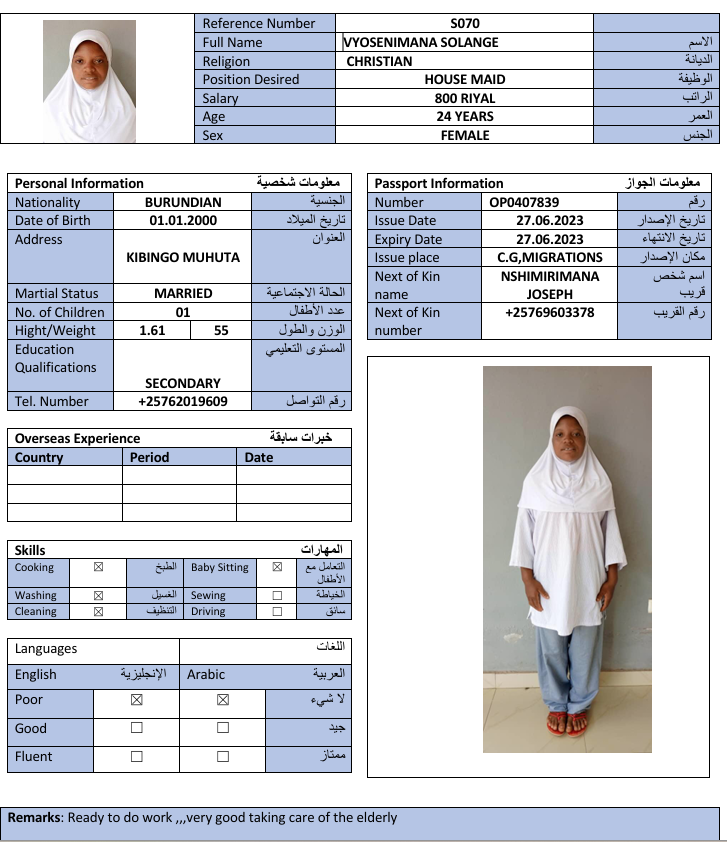 Reference Number S070
Full Name VYOSENIMANA SOLANGE الاسم
Religion CHRISTIAN الديانة
Position Desired HOUSE MAID الوظيفة
Salary 800 RIYAL الراتب
Age 24 YEARS العمر
Sex FEMALE الجنس
Personal Information معلومات شخصية
Nationality BURUNDIAN الجنسية
Date of Birth 01.01.2000 تاريخ الميلاد
Address KIBINGO MUHUTA العنوان
Martial Status MARRIED الحالة الاجتماعية
No. of Children 01 عدد الأطفال
Hight/Weight 1.61 55 الوزن والطول
Education المستوى التعليمي
Qualifications
SECONDARY
Tel. Number +25762019609 رقم التواصل
Passport Information معلومات الجواز
Number OP0407839 رقم
Issue Date 27.06.2023 تاريخ الإصدار
Expiry Date 27.06.2023 تاريخ الانتهاء
Issue place C.G,MIGRATIONS مكان الإصدار
Next of Kin NSHIMIRIMANA اسم شخص
name JOSEPH قريب
Next of Kin +25769603378 رقم القريب
number
Overseas Experience خبرات سابقة
Country Period Date
Skills المهارات
Cooking ☒ الطبخ Baby Sitting ☒ التعامل مع
الأطفال
Washing ☒ الغسيل Sewing ☐ الخياطة
Cleaning ☒ التنظيف Driving ☐ سائق
Languages اللغات
English الإنجليزية Arabic العربية
Poor ☒ ☒ لا شيء
Good ☐ ☐ جيد
Fluent ☐ ☐ ممتاز
Remarks: Ready to do work ,,,very good taking care of the elderly